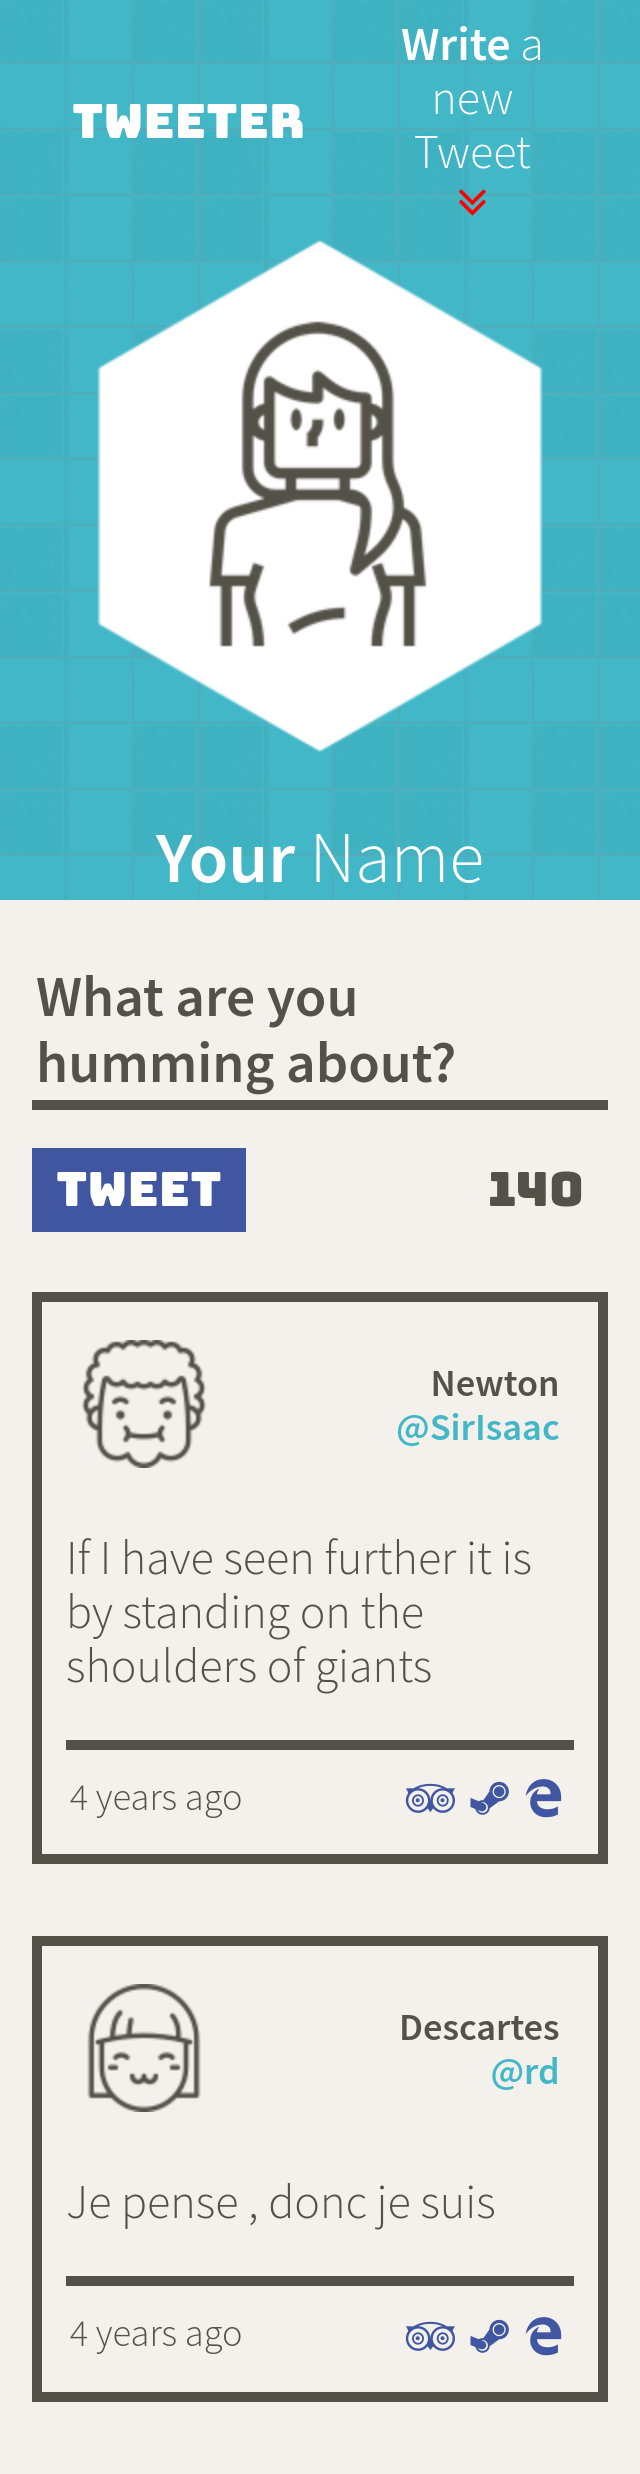 TWEETER
Write a
new
Tweet
Your Name
What are you
humming about?
TWEET
140
Newton
@SirIsaac
If I have seen further it is
by standing on the
shoulders of giants
4 years ago
Descartes
@rd
Je pense , donc je suis
4 years ago